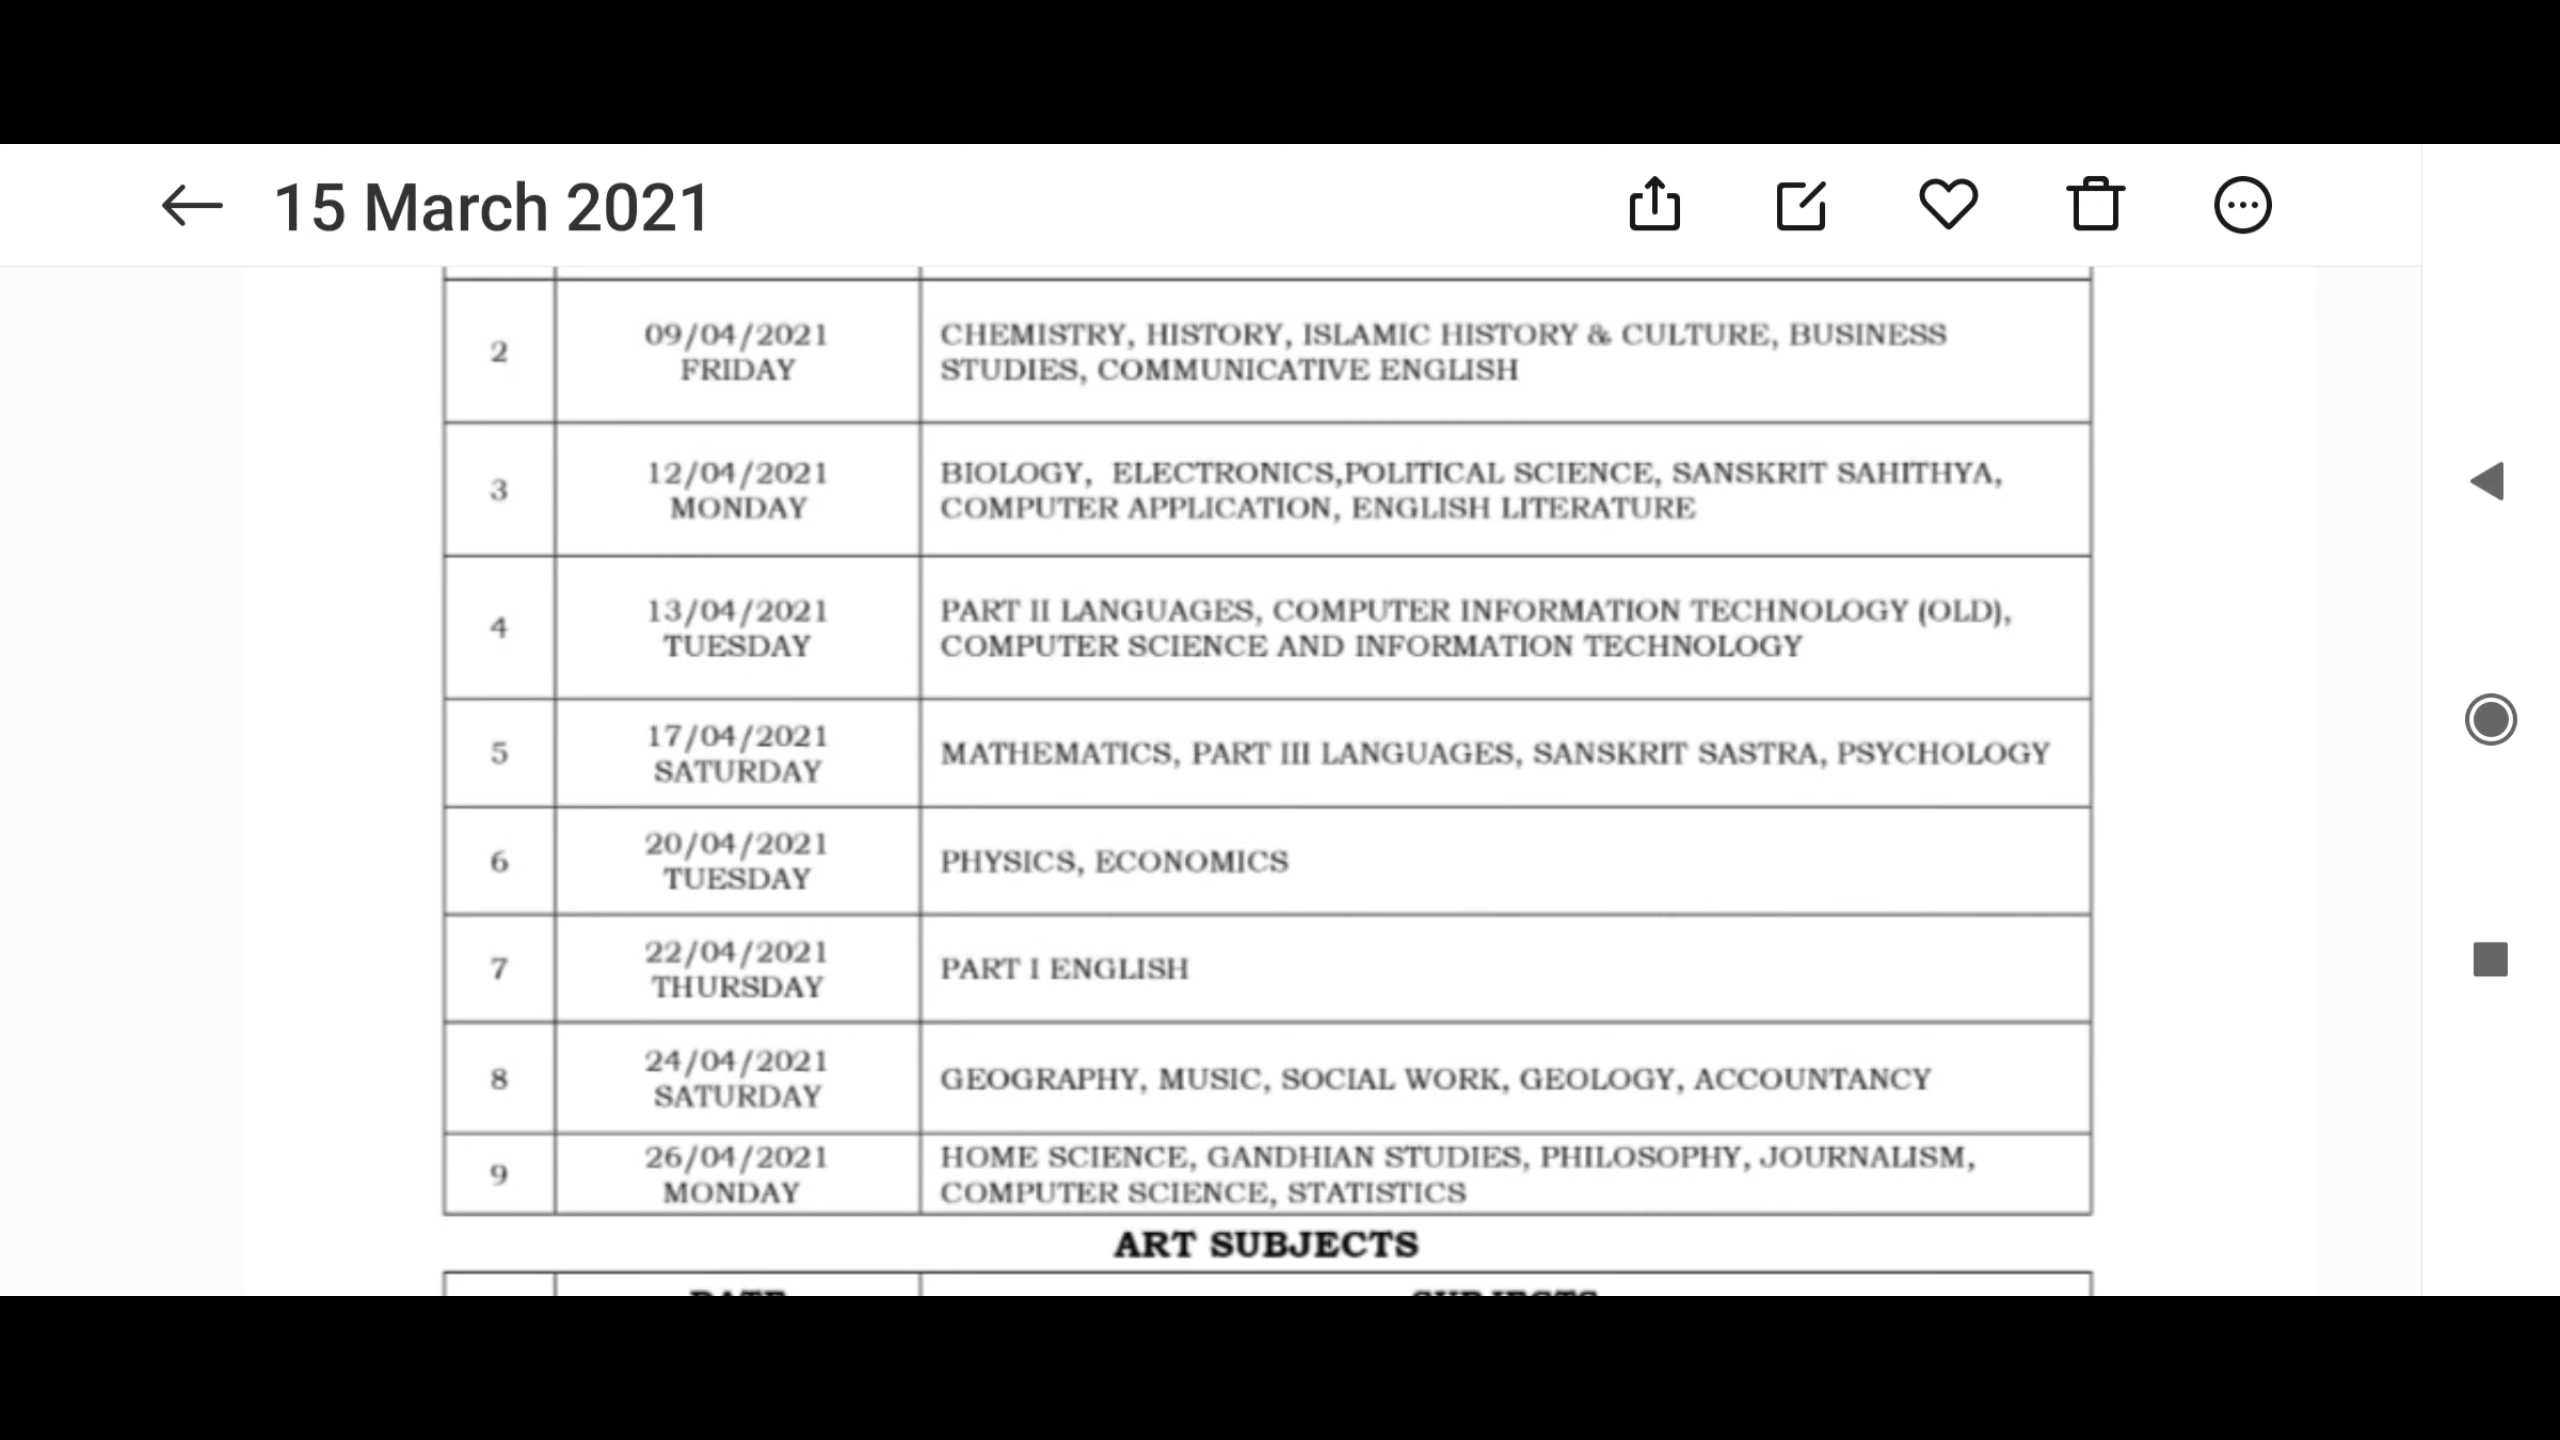 15 March 2021
2
09/04/2021
FRIDAY
CHEMISTRY, HISTORY, ISLAMIC HISTORY & CULTURE, BUSINESS
STUDIES, COMMUNICATIVE ENGLISH
3
12/04/2021
MONDAY
BIOLOGY, ELECTRONICS,POLITICAL SCIENCE, SANSKRIT SAHITHYA,
COMPUTER APPLICATION, ENGLISH LITERATURE
4
13/04/2021
TUESDAY
PART II LANGUAGES, COMPUTER INFORMATION TECHNOLOGY (OLD),
COMPUTER SCIENCE AND INFORMATION TECHNOLOGY
5
17/04/2021
SATURDAY
MATHEMATICS, PART III LANGUAGES, SANSKRIT SASTRA, PSYCHOLOGY
6
20/04/2021
TUESDAY
PHYSICS, ECONOMICS
7
22/04/2021
THURSDAY
PART I ENGLISH
8
24/04/2021
SATURDAY
GEOGRAPHY, MUSIC, SOCIAL WORK, GEOLOGY, ACCOUNTANCY
9
26/04/2021
MONDAY
HOME SCIENCE, GANDHIAN STUDIES, PHILOSOPHY, JOURNALISM,
COMPUTER SCIENCE, STATISTICS
ART SUBJECTS
DATE
SUBJECTS